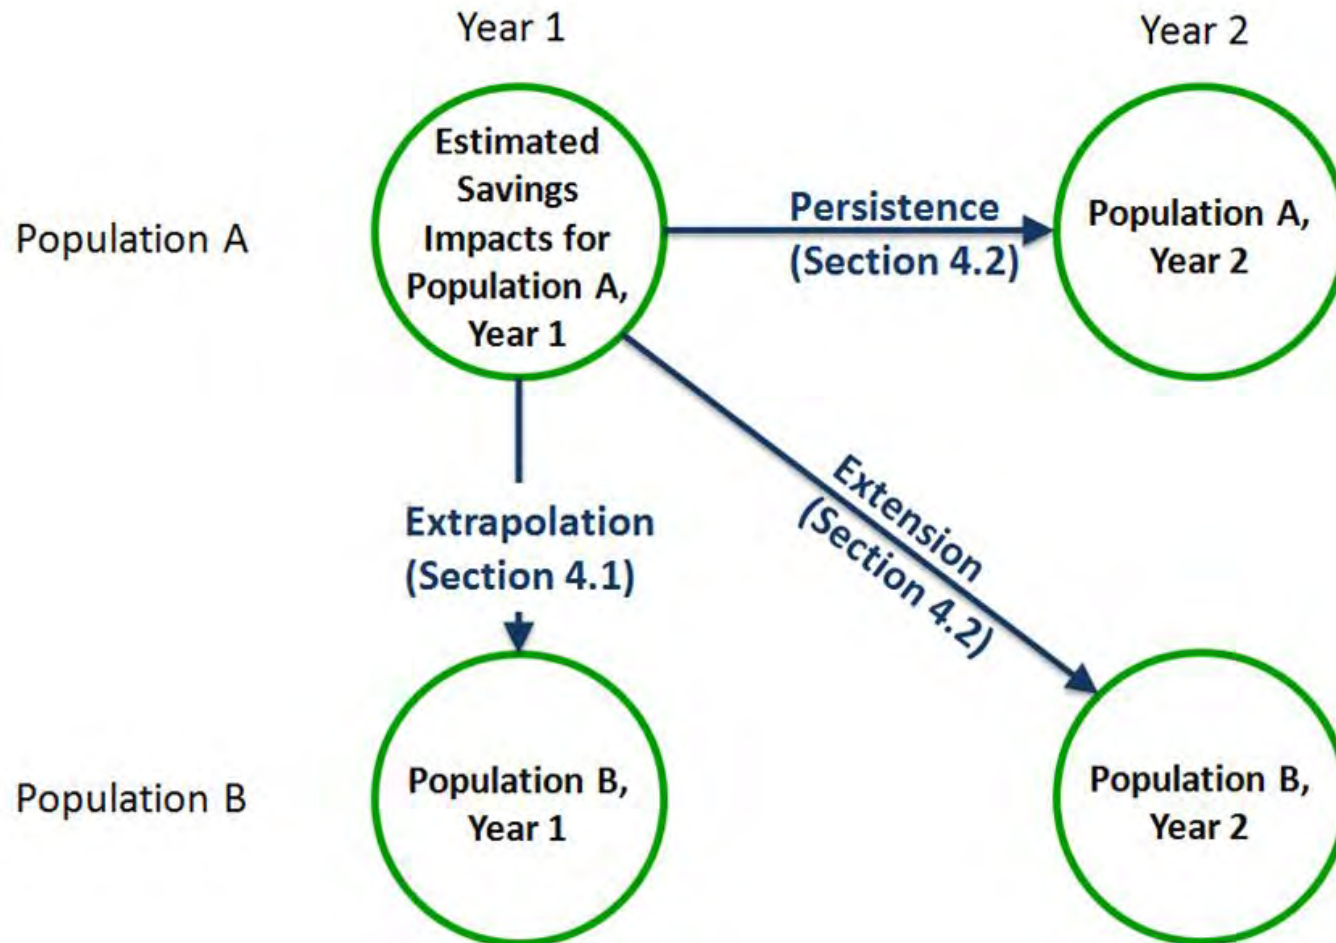 Year 1
Year 2
Population A
Estimated
Savings
Impacts for
Population A,
Year 1
Persistence
(Section 4.2)
Population A,
Year 2
Extrapolation
(Section 4.1)
Extension
(Section 4.2)
Population B
Population B,
Year 1
Population B,
Year 2